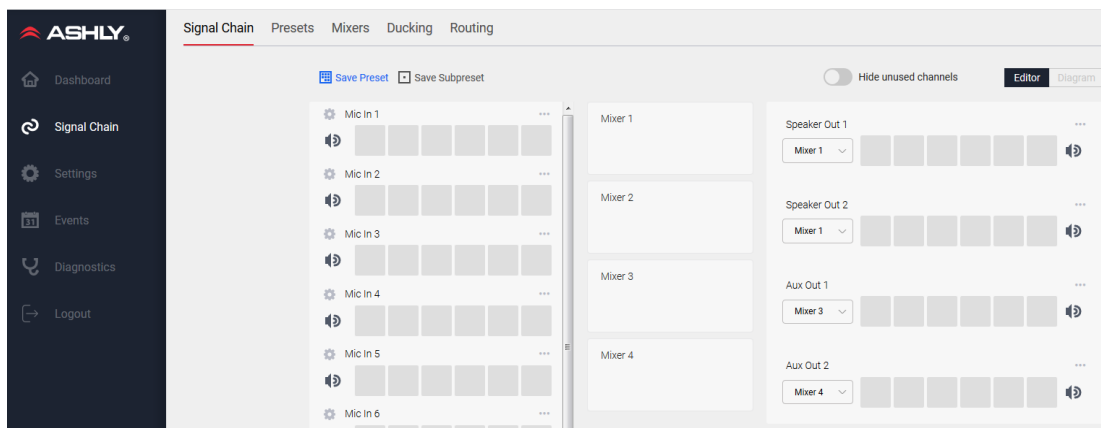 ASHLY®
Signal Chain Presets Mixers Ducking Routing
Dashboard
Signal Chain
Settings
31
Events
Diagnostics
Logout
Save Preset Save Subpreset
Hide unused channels
Editor Diagram
Mic In 1
Mic In 2
Mic In 3
Mic In 4
Mic In 5
Mic In 6
Mixer 1
Mixer 2
Mixer 3
Mixer 4
Speaker Out 1
Mixer 1
Speaker Out 2
Mixer 1
Aux Out 1
Mixer 3
Aux Out 2
Mixer 4